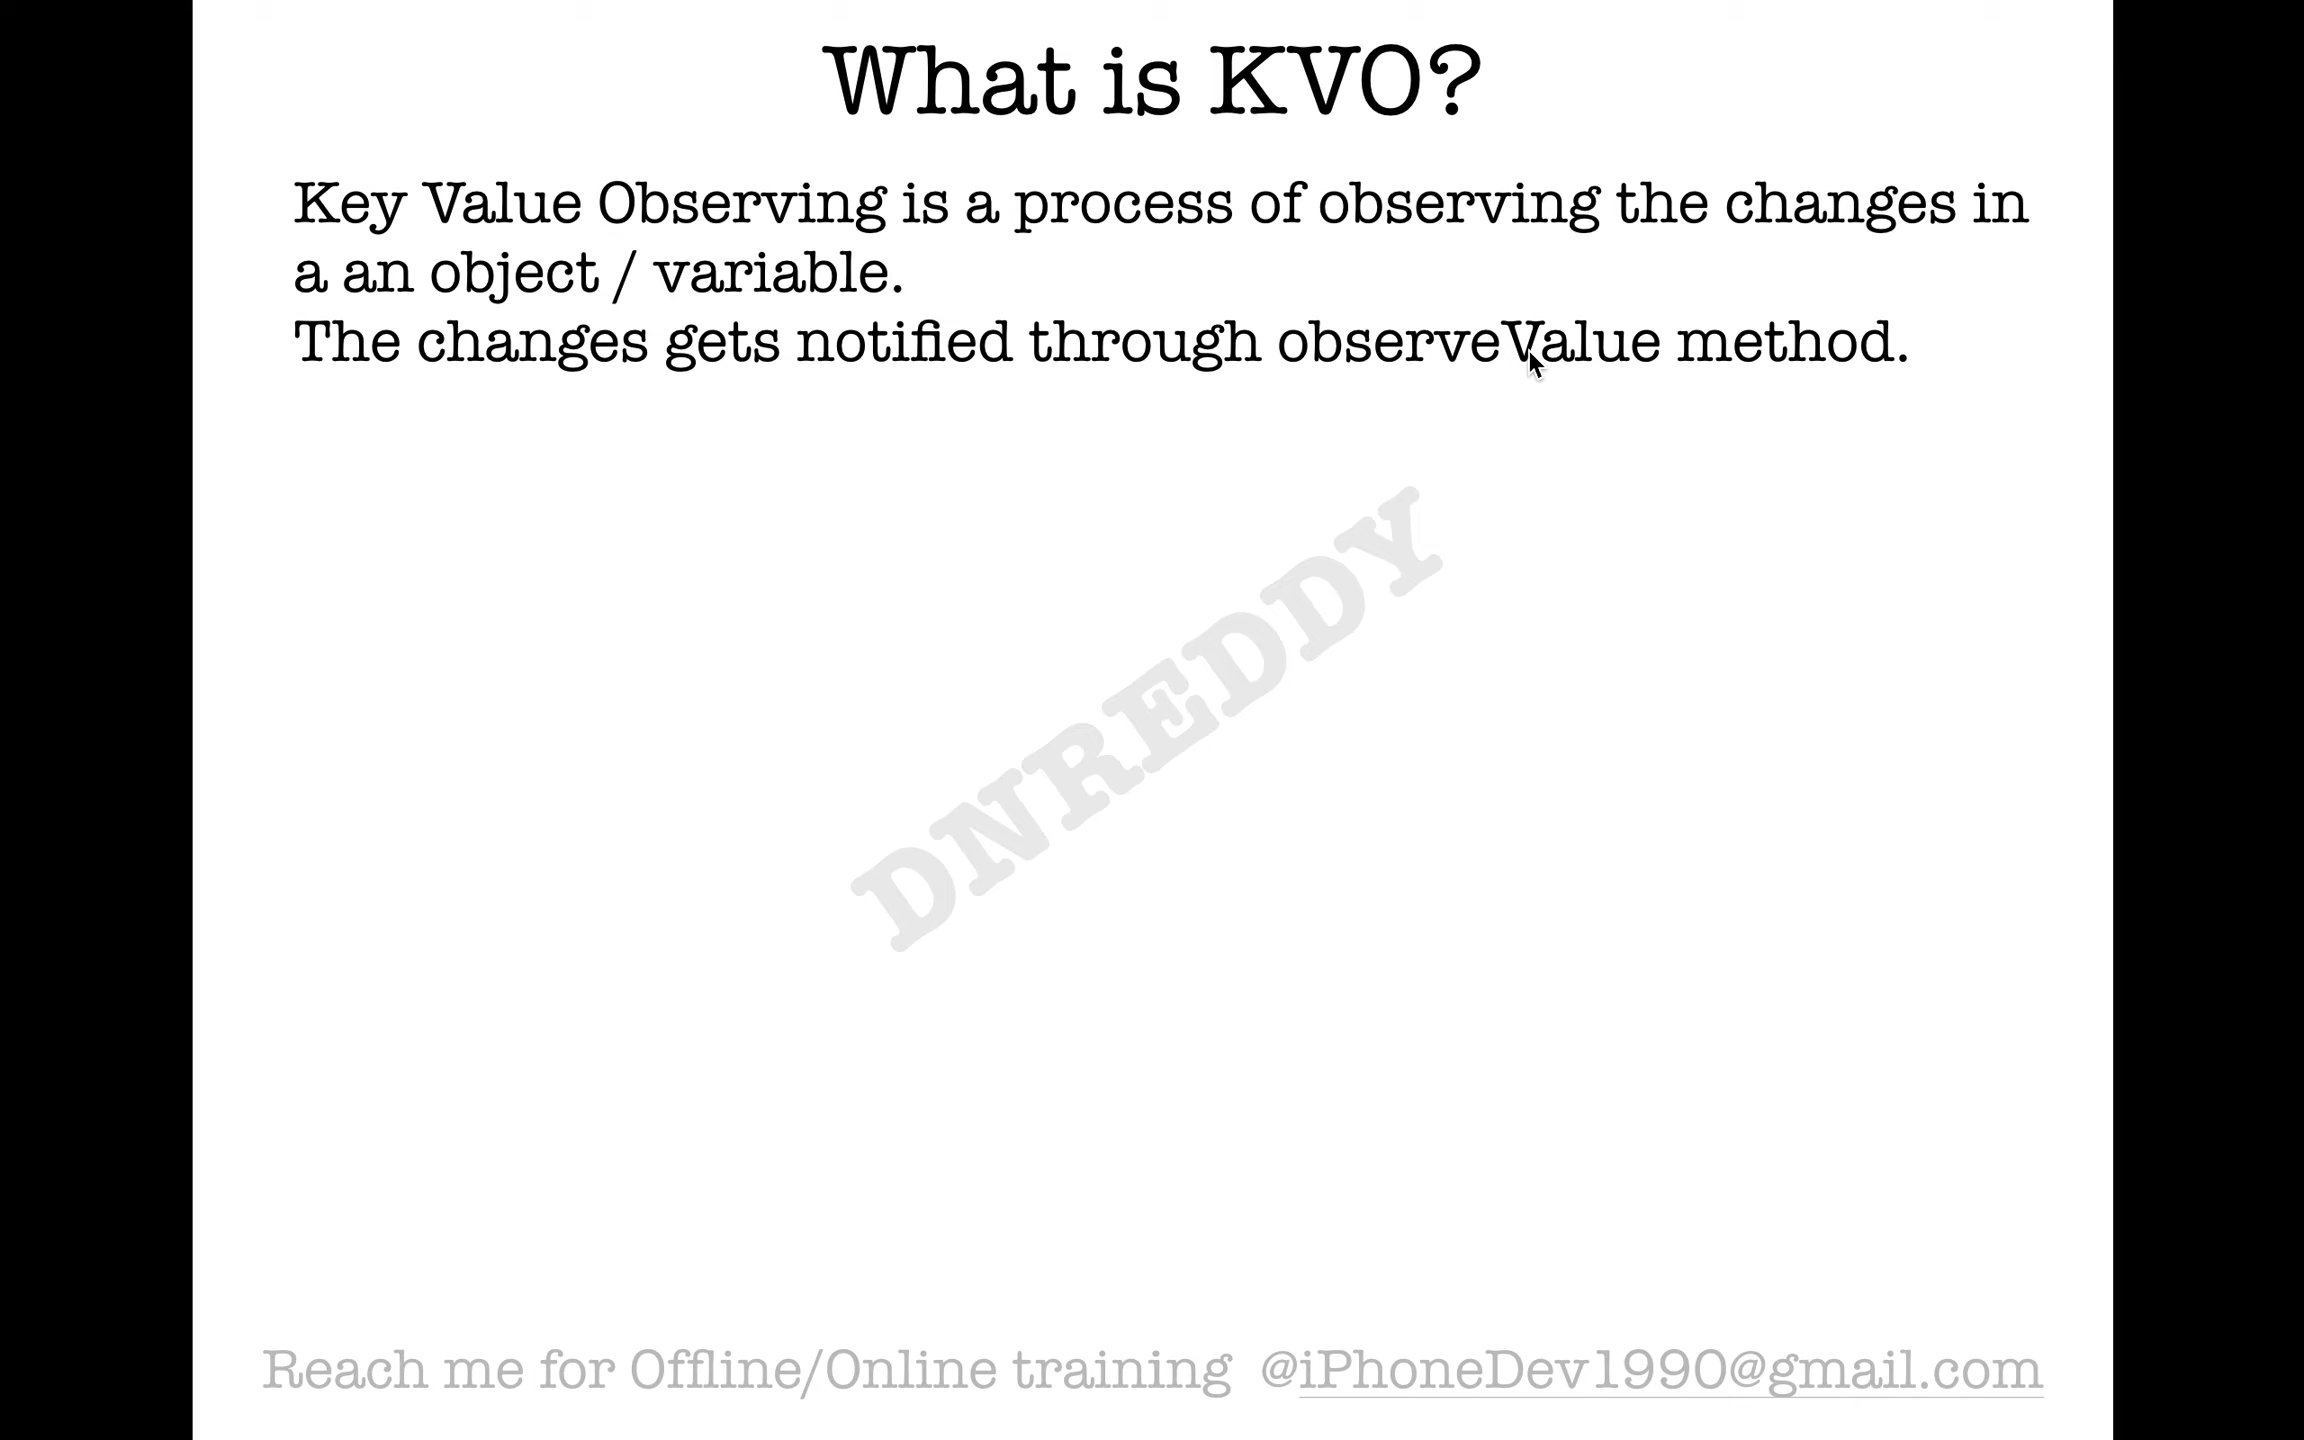 What is KVO?
Key Value Observing is a process of observing the changes in
a an object / variable.
The changes gets notified through observeValue method.
DNREDDY
Reach me for Offline/Online training @iPhoneDev1990@gmail.com